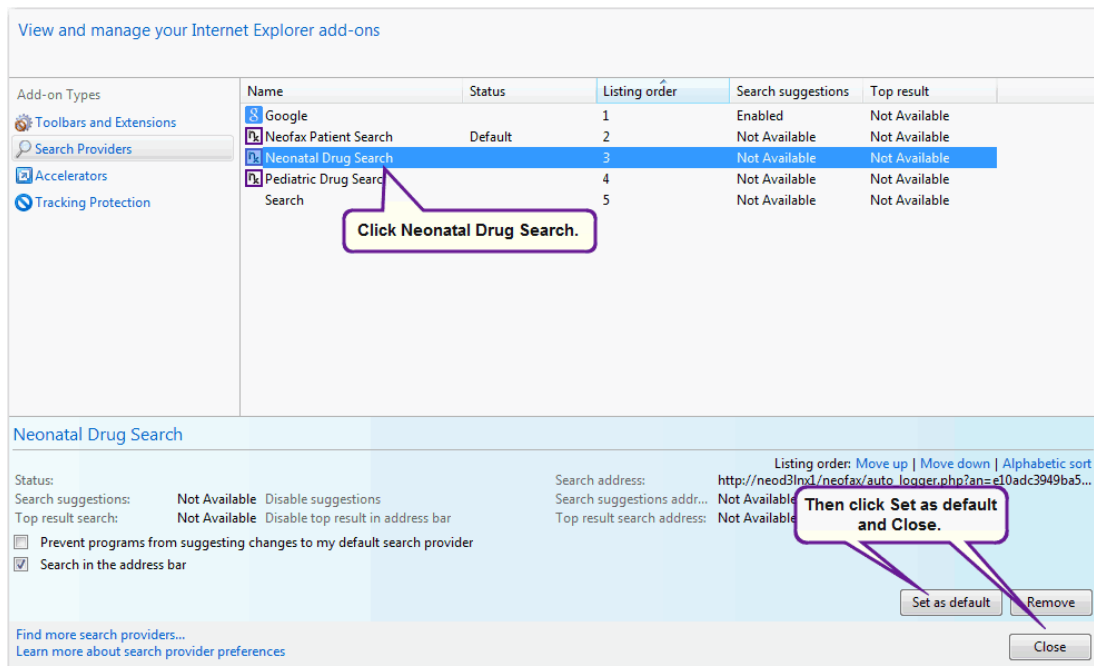 View and manage your Internet Explorer add-ons
Add-on Types
Toolbars and Extensions
Search Providers
Accelerators
Tracking Protection
Name Status Listing order Search suggestions Top result
Google 1 Enabled Not Available
Neofax Patient Search Default 2 Not Available Not Available
Neonatal Drug Search 3 Not Available Not Available
Pediatric Drug Searc 4 Not Available Not Available
Search 5 Not Available Not Available
Click Neonatal Drug Search.
Neonatal Drug Search
Listing order: Move up | Move down | Alphabetic sort
Status: Search address: http://neod3lnx1/neofax/auto_logger.php?an=e10adc3949ba5...
Search suggestions: Not Available Disable suggestions Search suggestions addr... Not Available
Top result search: Not Available Disable top result in address bar Top result search address: Not Available
Then click Set as default
and Close.
Prevent programs from suggesting changes to my default search provider
Search in the address bar
Set as default Remove
Find more search providers...
Learn more about search provider preferences
Close